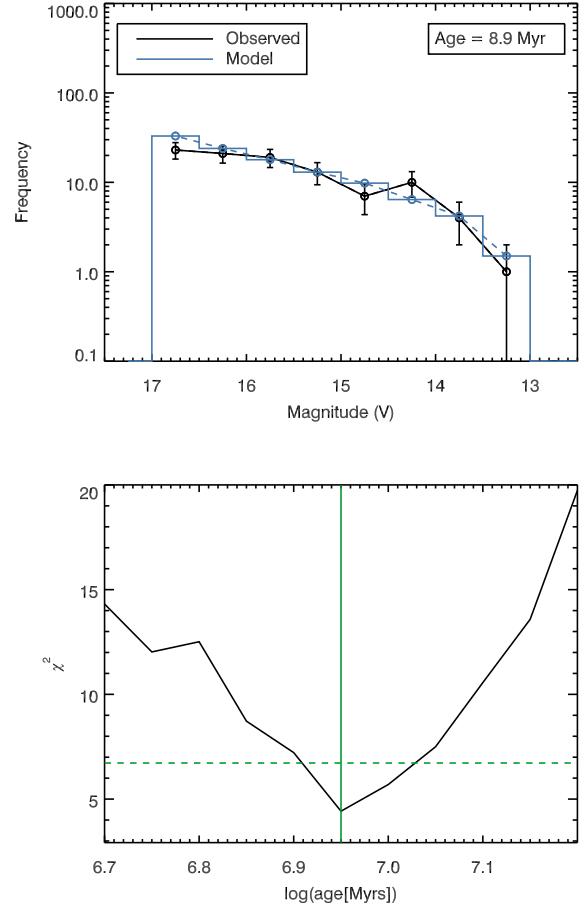 1000.0
Observed
Model
Age = 8.9 Myr
100.0
10.0
1.0
0.1
Frequency
17 16 15 14 13
Magnitude (V)
20
15
10
5
χ²
6.7 6.8 6.9 7.0 7.1
log(age[Myrs])